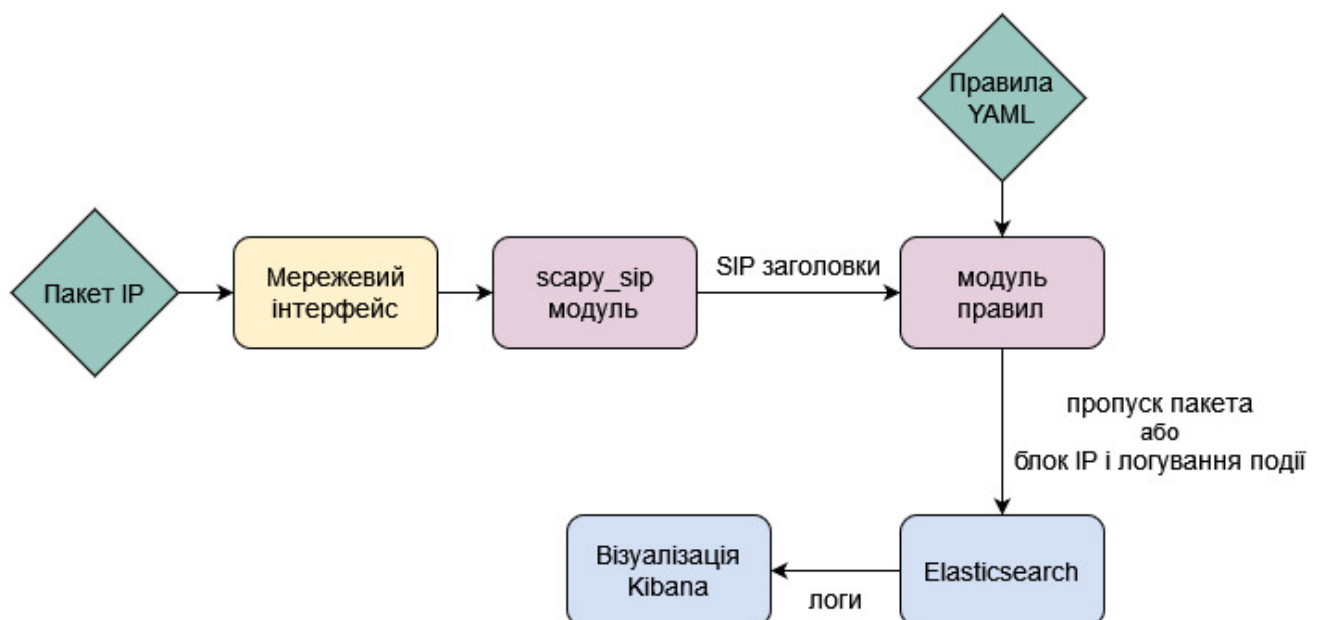 Правила
YAML
Пакет IP
Мережевий
інтерфейс
scapy_sip
модуль
SIP заголовки
модуль
правил
пропуск пакета
або
блок IP і логування події
Візуалізація
Kibana
логи
Elasticsearch